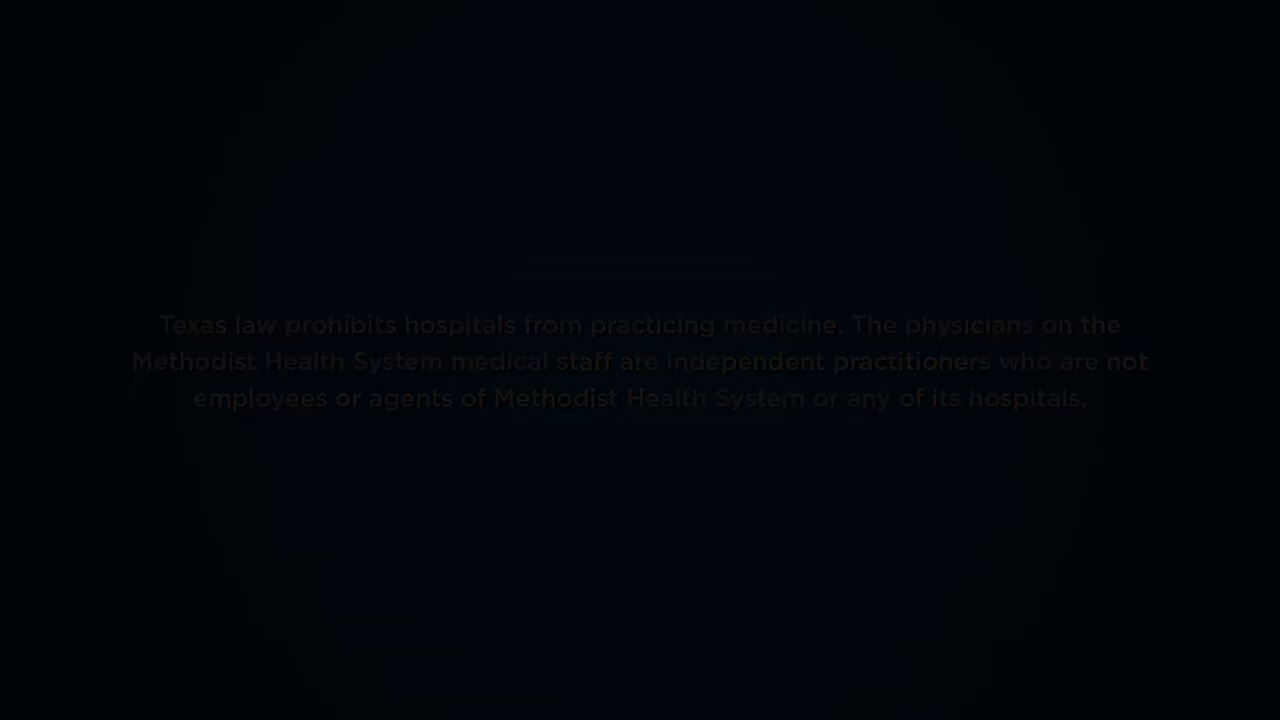 Texas law prohibits hospitals from practicing medicine. The physicians on the
Methodist Health System medical staff are independent practitioners who are not
employees or agents of Methodist Health System or any of its hospitals.